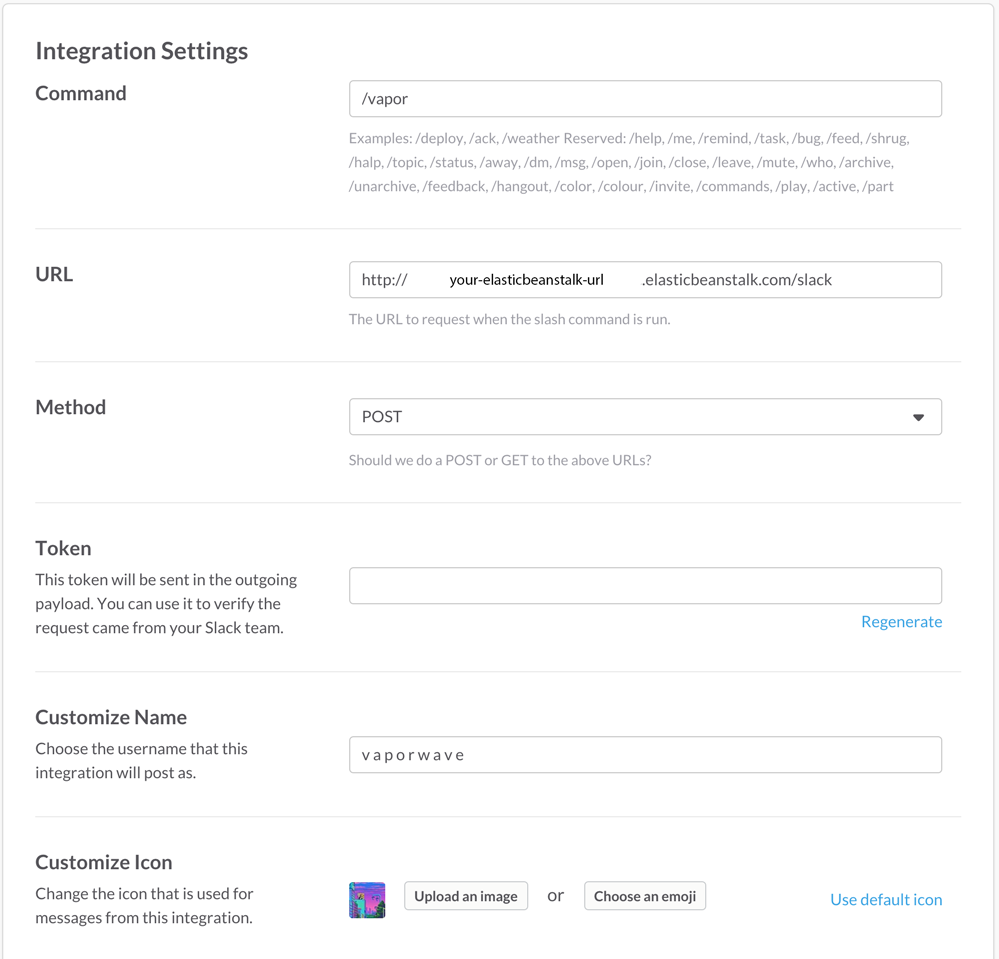 Integration Settings
Command
/vapor
Examples: /deploy, /ack, /weather Reserved: /help, /me, /remind, /task, /bug, /feed, /shrug,
/halp, /topic, /status, /away, /dm, /msg, /open, /join, /close, /leave, /mute, /who, /archive,
/unarchive, /feedback, /hangout, /color, /colour, /invite, /commands, /play, /active, /part
URL
http:// your-elasticbeanstalk-url .elasticbeanstalk.com/slack
The URL to request when the slash command is run.
Method
POST
Should we do a POST or GET to the above URLs?
Token
This token will be sent in the outgoing
payload. You can use it to verify the
request came from your Slack team.
Regenerate
Customize Name
Choose the username that this
integration will post as.
v a p o r w a v e
Customize Icon
Change the icon that is used for
messages from this integration.
Upload an image or Choose an emoji
Use default icon